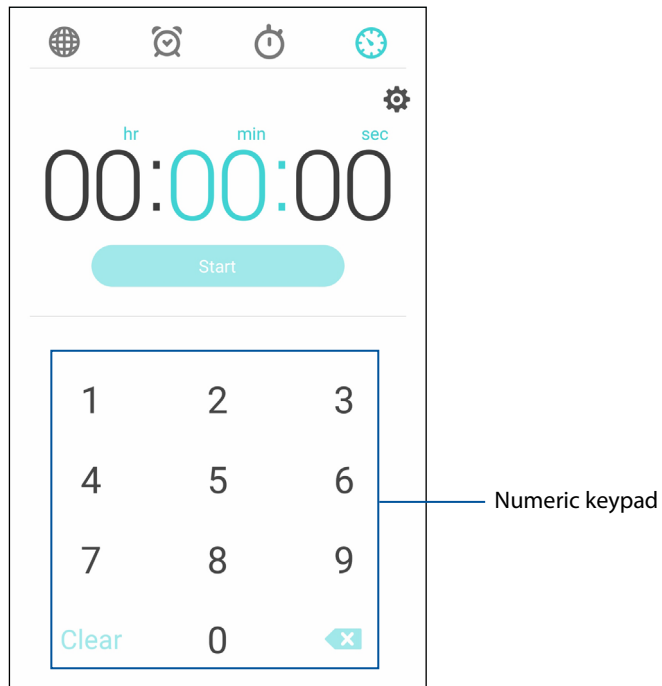 hr min sec
00:00:00
Start
1 2 3
4 5 6
Numeric keypad
7 8 9
Clear 0